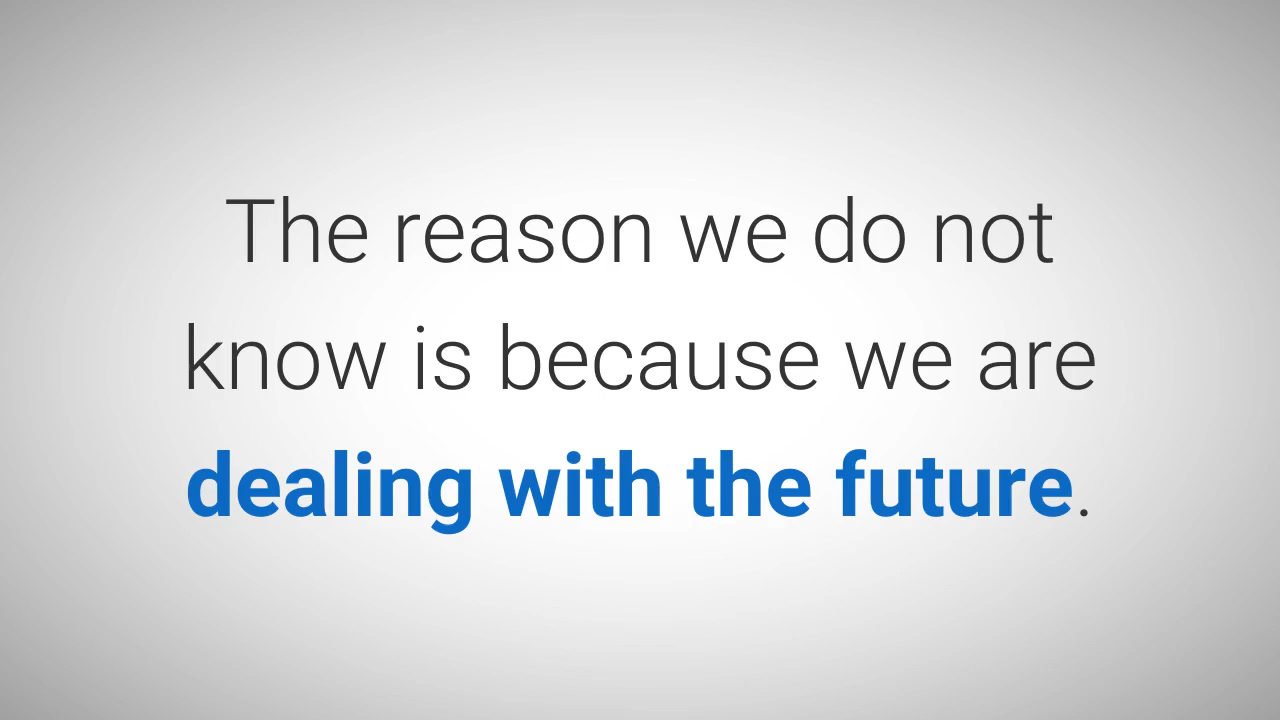 The reason we do not
know is because we are
dealing with the future.